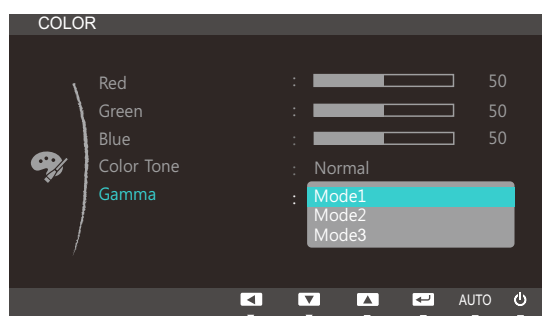 COLOR
Red : 50
Green : 50
Blue : 50
Color Tone : Normal
Gamma : Mode1
Mode2
Mode3
AUTO